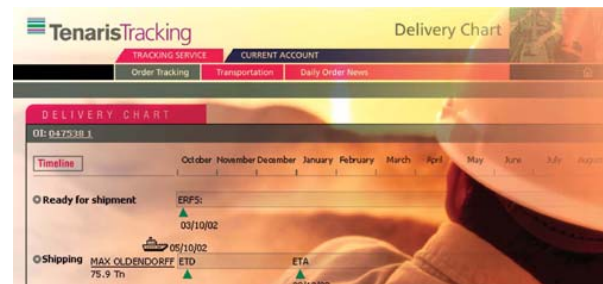 TenarisTracking
Delivery Chart
TRACKING SERVICE CURRENT ACCOUNT
Order Tracking Transportation Daily Order News
DELIVERY CHART
OI: 047538 1
Timeline October November December January February March April May June July August
Ready for shipment ERFS:
03/10/02
05/10/02
Shipping MAX OLDENDORFF ETD ETA
75.9 Tn